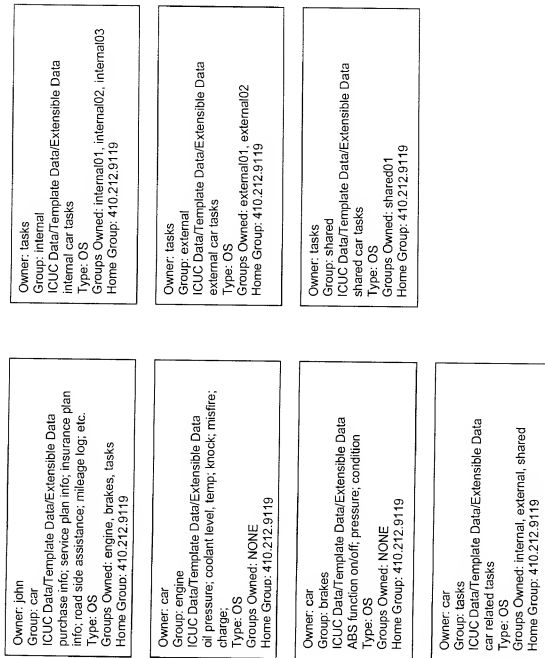 Owner: john
Group: car
ICUC Data/Template Data/Extensible Data
purchase info; service plan info; insurance plan
info; road side assistance; mileage log; etc.
Type: OS
Groups Owned: engine, brakes, tasks
Home Group: 410.212.9119
Owner: car
Group: engine
ICUC Data/Template Data/Extensible Data
oil pressure; coolant level, temp; knock; misfire;
charge;
Type: OS
Groups Owned: NONE
Home Group: 410.212.9119
Owner: car
Group: brakes
ICUC Data/Template Data/Extensible Data
ABS function on/off; pressure; condition
Type: OS
Groups Owned: NONE
Home Group: 410.212.9119
Owner: car
Group: tasks
ICUC Data/Template Data/Extensible Data
car related tasks
Type: OS
Groups Owned: internal, external, shared
Home Group: 410.212.9119
Owner: tasks
Group: internal
ICUC Data/Template Data/Extensible Data
internal car tasks
Type: OS
Groups Owned: internal01, internal02, internal03
Home Group: 410.212.9119
Owner: tasks
Group: external
ICUC Data/Template Data/Extensible Data
external car tasks
Type: OS
Groups Owned: external01, external02
Home Group: 410.212.9119
Owner: tasks
Group: shared
ICUC Data/Template Data/Extensible Data
shared car tasks
Type: OS
Groups Owned: shared01
Home Group: 410.212.9119